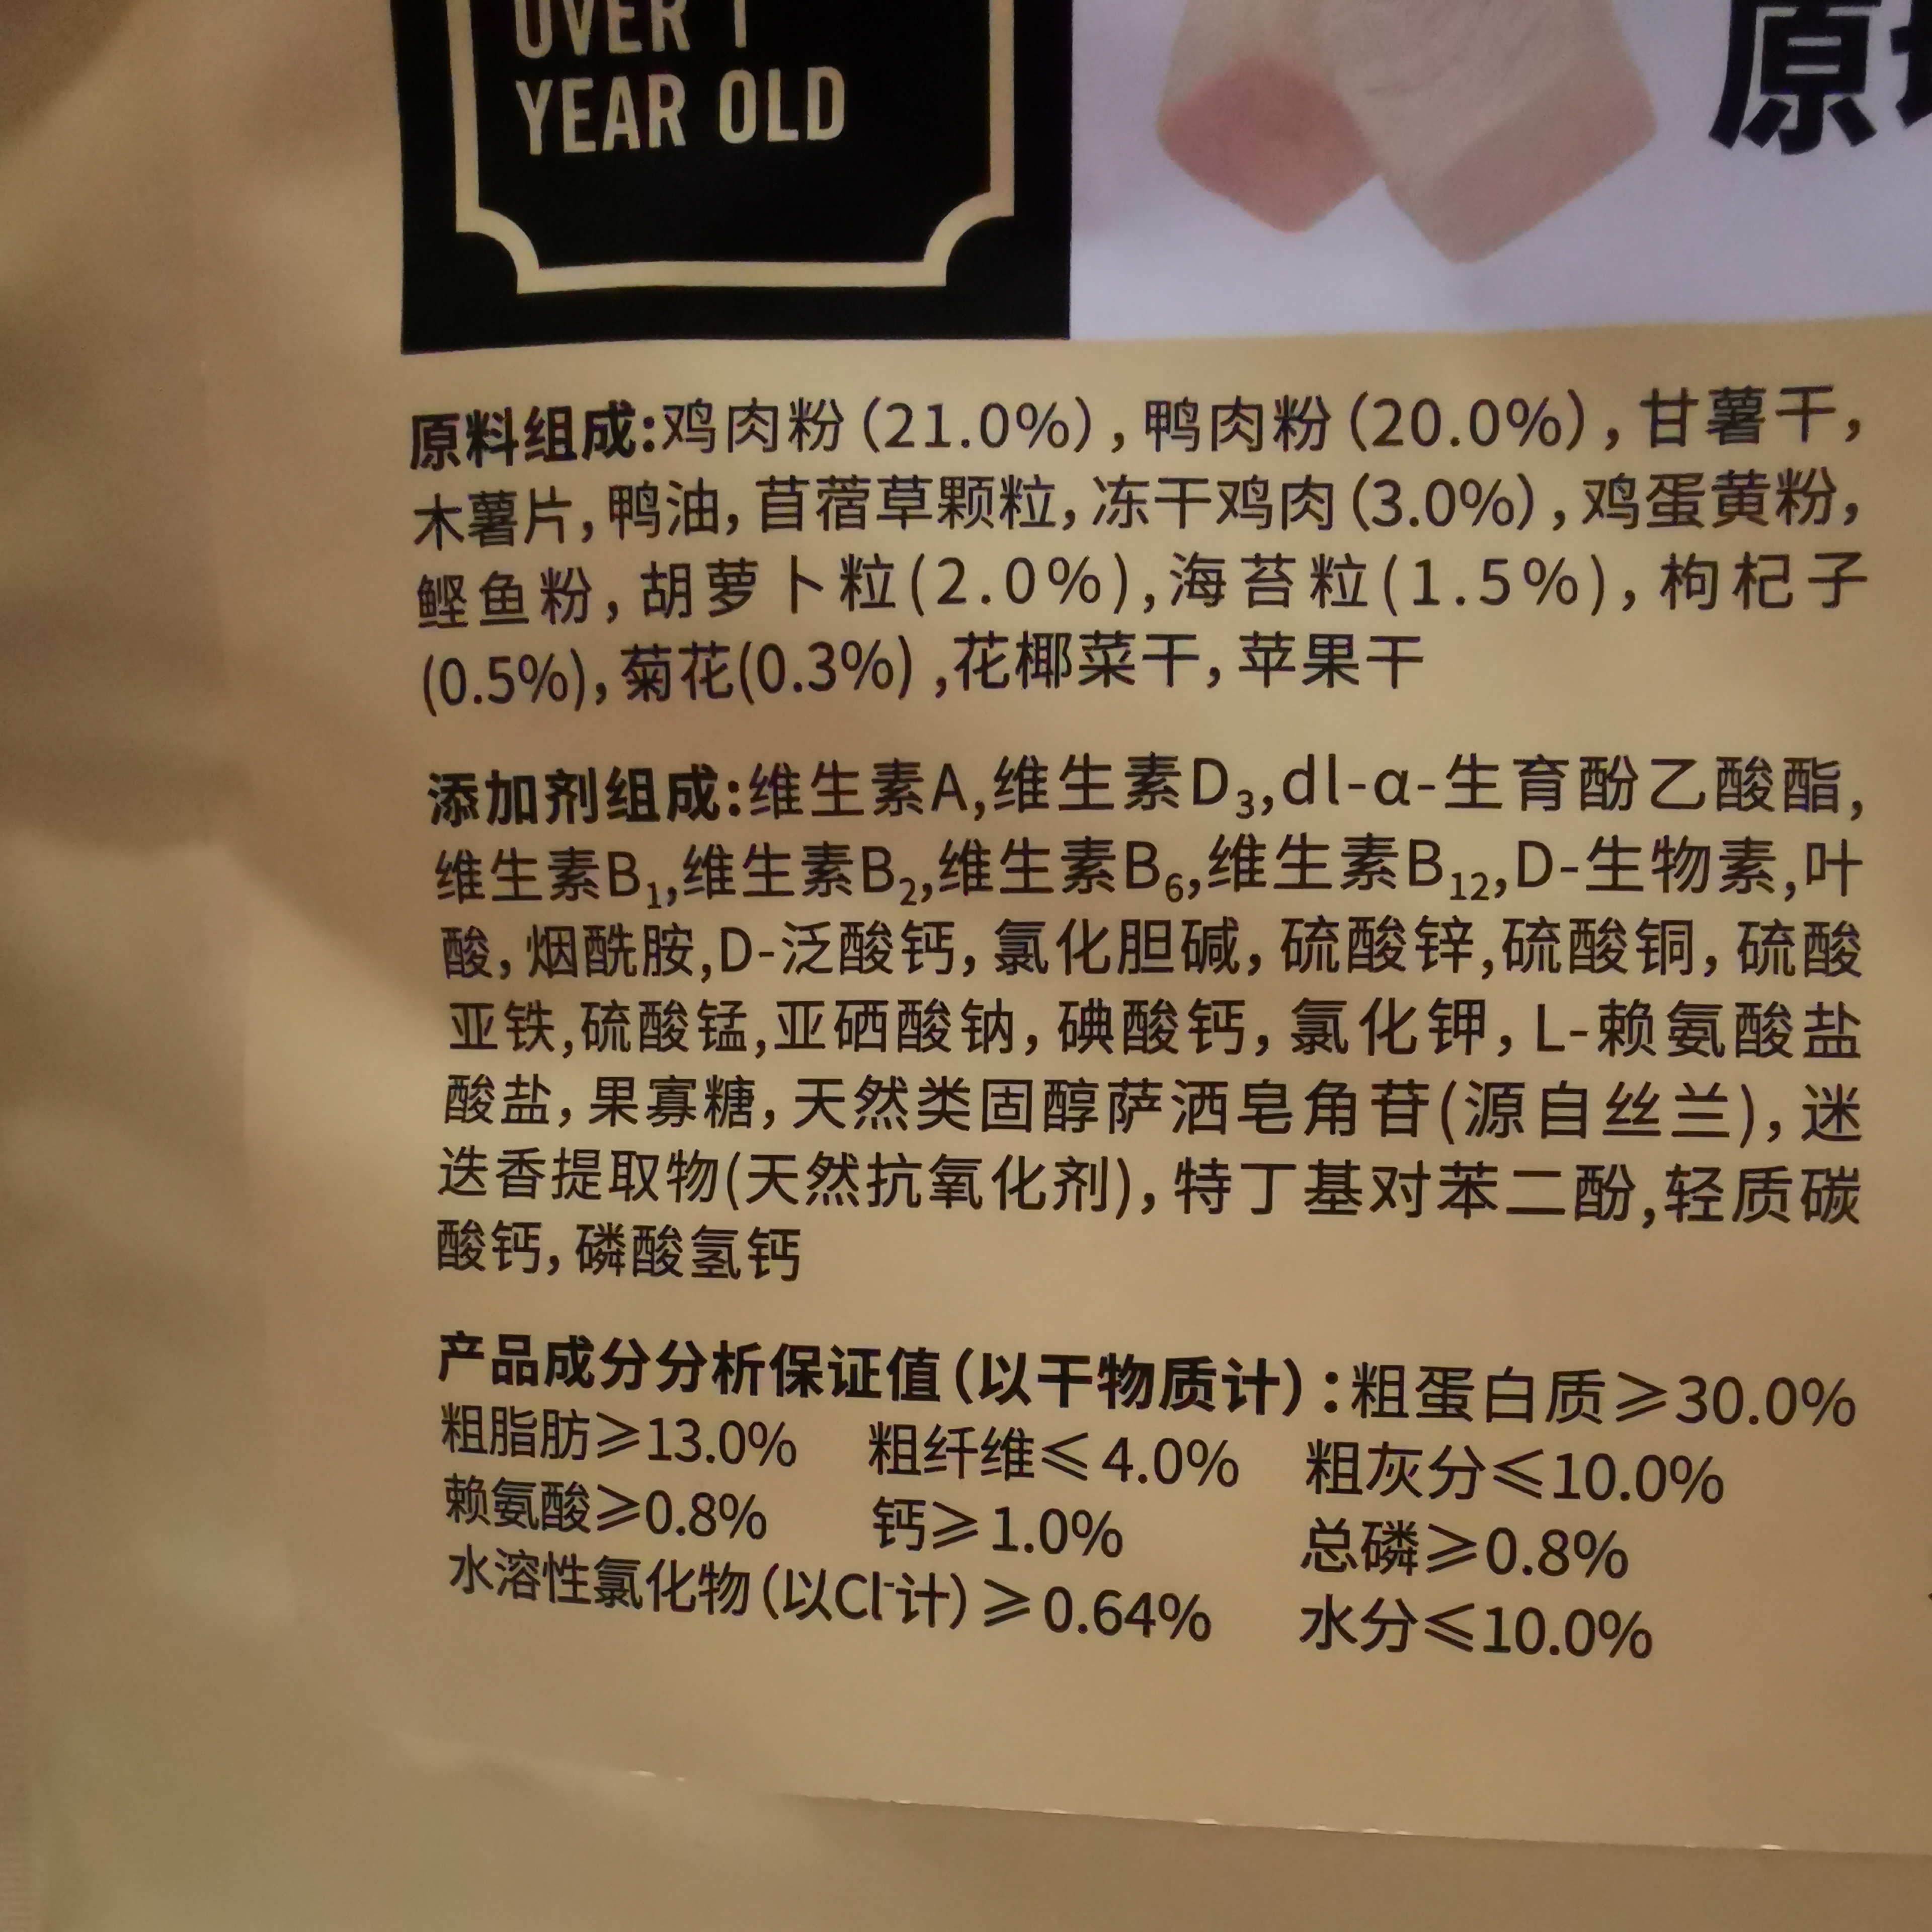 OVER 1
YEAR OLD
原
原料组成:鸡肉粉(21.0%),鸭肉粉(20.0%),甘薯干,
木薯片,鸭油,苜蓿草颗粒,冻干鸡肉(3.0%),鸡蛋黄粉,
鲣鱼粉,胡萝卜粒(2.0%),海苔粒(1.5%),枸杞子
(0.5%),菊花(0.3%),花椰菜干,苹果干
添加剂组成:维生素A,维生素D₃,dl-α-生育酚乙酸酯,
维生素B₁,维生素B₂,维生素B₆,维生素B₁₂,D-生物素,叶
酸,烟酰胺,D-泛酸钙,氯化胆碱,硫酸锌,硫酸铜,硫酸
亚铁,硫酸锰,亚硒酸钠,碘酸钙,氯化钾,L-赖氨酸盐
酸盐,果寡糖,天然类固醇萨洒皂角苷(源自丝兰),迷
迭香提取物(天然抗氧化剂),特丁基对苯二酚,轻质碳
酸钙,磷酸氢钙
产品成分分析保证值(以干物质计):粗蛋白质≥30.0%
粗脂肪≥13.0% 粗纤维≤4.0% 粗灰分≤10.0%
赖氨酸≥0.8% 钙≥1.0% 总磷≥0.8%
水溶性氯化物(以Cl⁻计)≥0.64% 水分≤10.0%